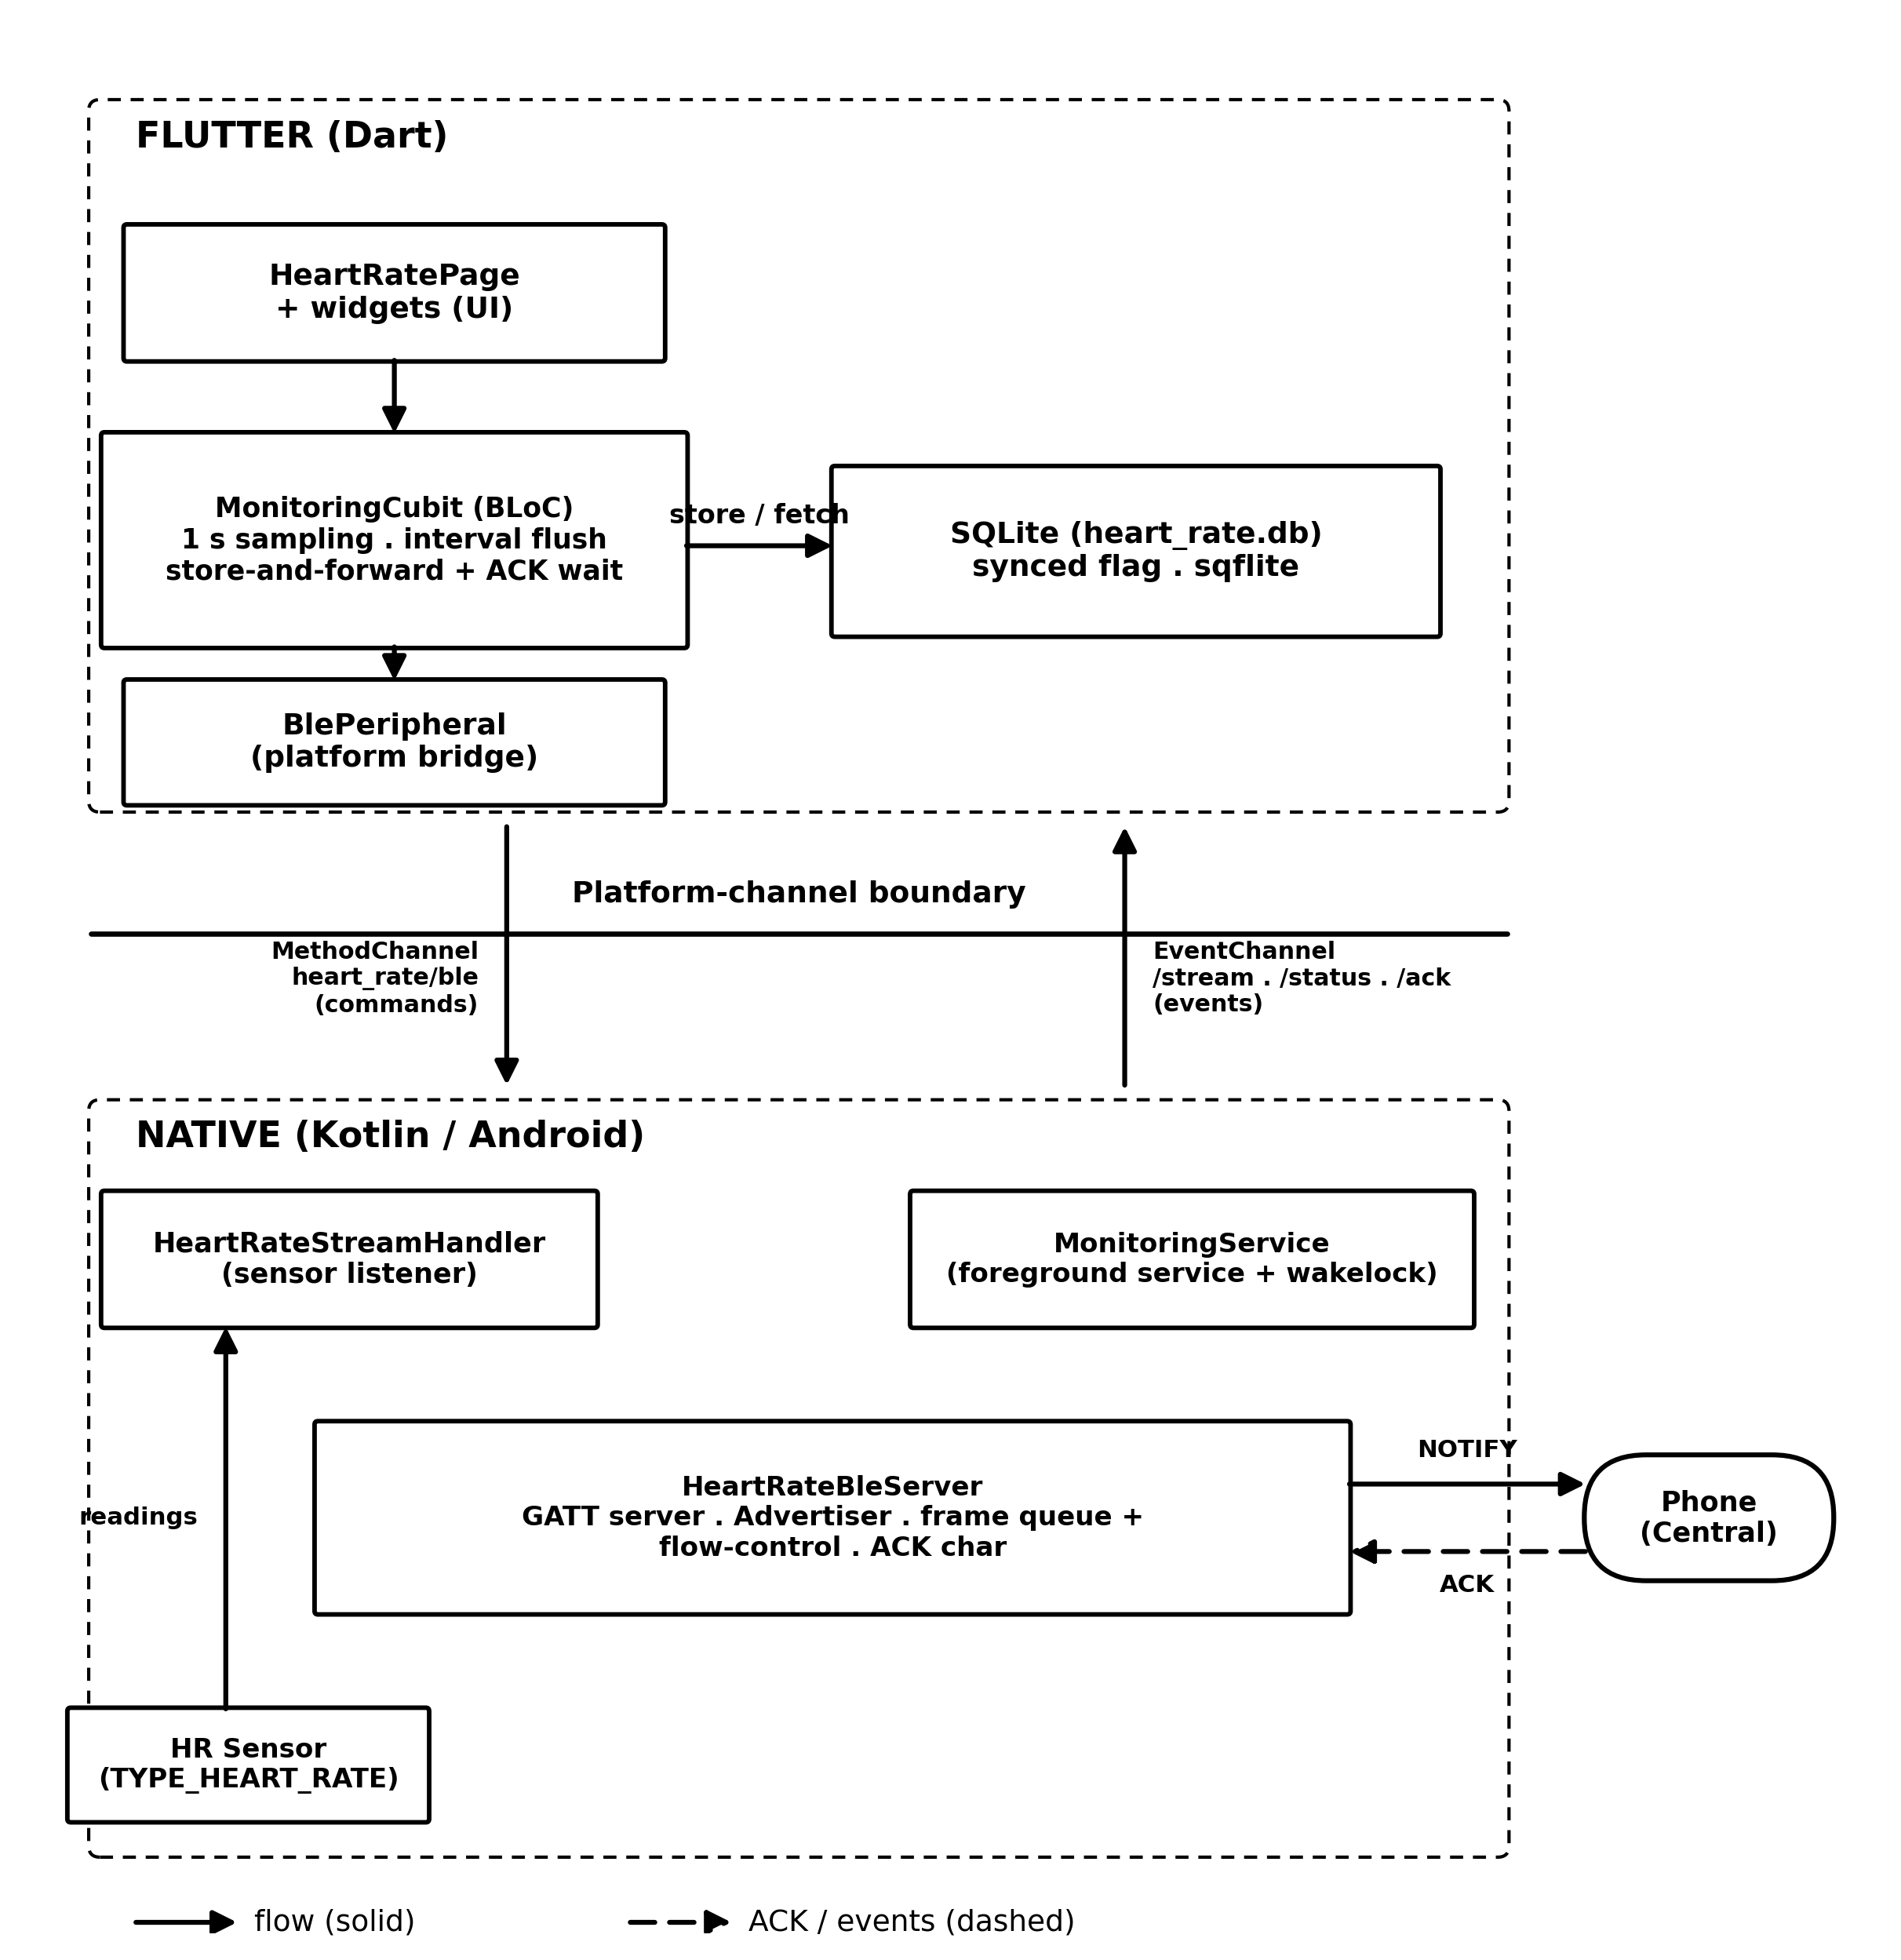 FLUTTER (Dart)
HeartRatePage
+ widgets (UI)
MonitoringCubit (BLoC)
1 s sampling . interval flush
store-and-forward + ACK wait
store / fetch
SQLite (heart_rate.db)
synced flag . sqflite
BlePeripheral
(platform bridge)
Platform-channel boundary
MethodChannel
heart_rate/ble
(commands)
EventChannel
/stream . /status . /ack
(events)
NATIVE (Kotlin / Android)
HeartRateStreamHandler
(sensor listener)
MonitoringService
(foreground service + wakelock)
readings
HeartRateBleServer
GATT server . Advertiser . frame queue +
flow-control . ACK char
NOTIFY
ACK
Phone
(Central)
HR Sensor
(TYPE_HEART_RATE)
flow (solid)
ACK / events (dashed)